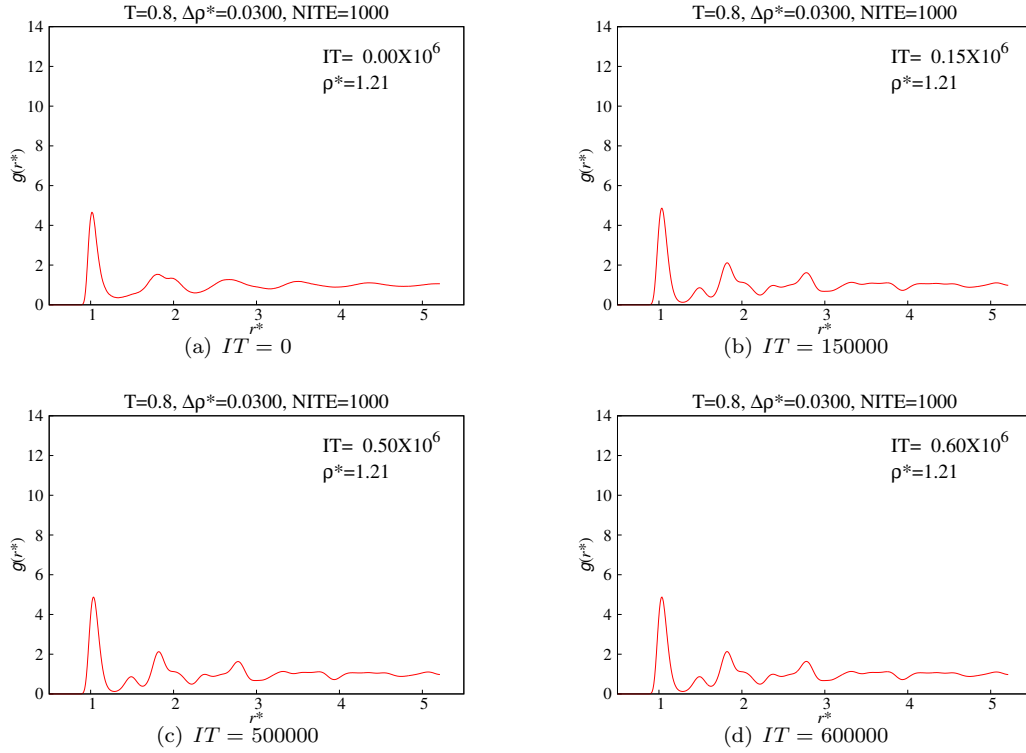 T=0.8, Δρ*=0.0300, NITE=1000
14
12
10
8
6
4
2
0
g(r*)
IT= 0.00X10^6
ρ*=1.21
1 2 3 4 5
r*
(a) IT = 0
T=0.8, Δρ*=0.0300, NITE=1000
14
12
10
8
6
4
2
0
g(r*)
IT= 0.15X10^6
ρ*=1.21
1 2 3 4 5
r*
(b) IT = 150000
T=0.8, Δρ*=0.0300, NITE=1000
14
12
10
8
6
4
2
0
g(r*)
IT= 0.50X10^6
ρ*=1.21
1 2 3 4 5
r*
(c) IT = 500000
T=0.8, Δρ*=0.0300, NITE=1000
14
12
10
8
6
4
2
0
g(r*)
IT= 0.60X10^6
ρ*=1.21
1 2 3 4 5
r*
(d) IT = 600000